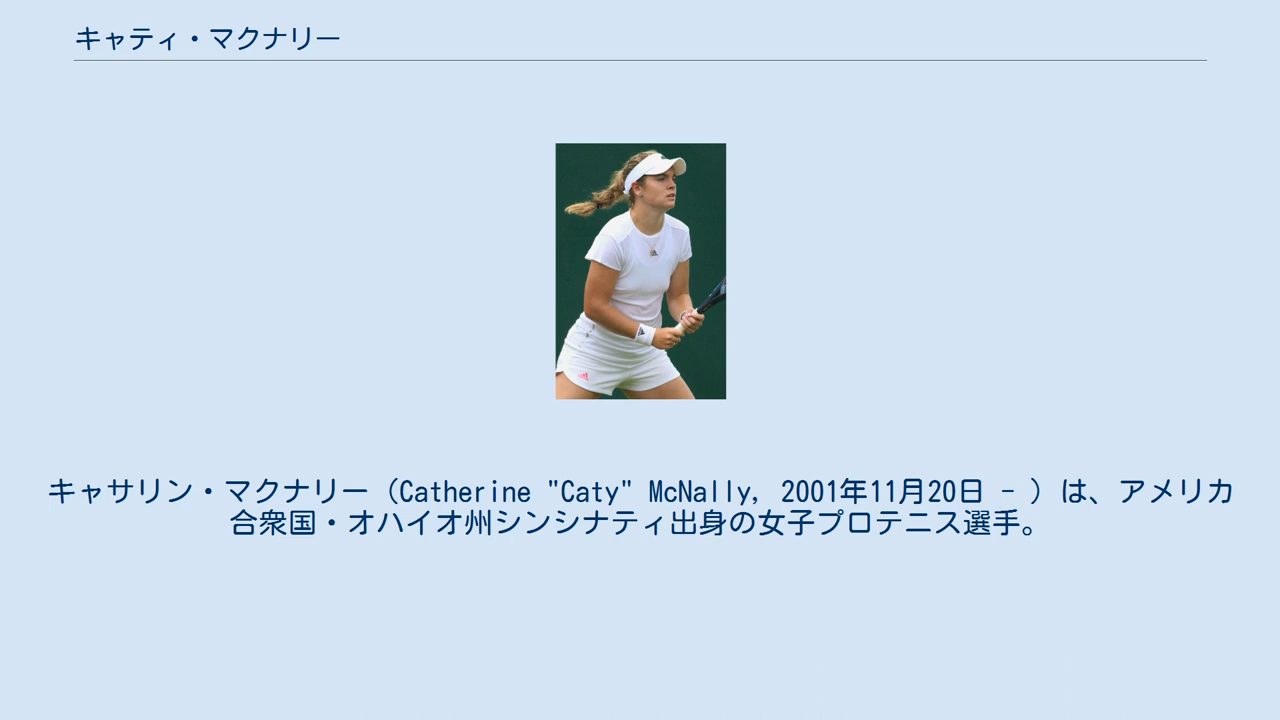 キャティ・マクナリー
キャサリン・マクナリー（Catherine "Caty" McNally, 2001年11月20日 - ）は、アメリカ
合衆国・オハイオ州シンシナティ出身の女子プロテニス選手。